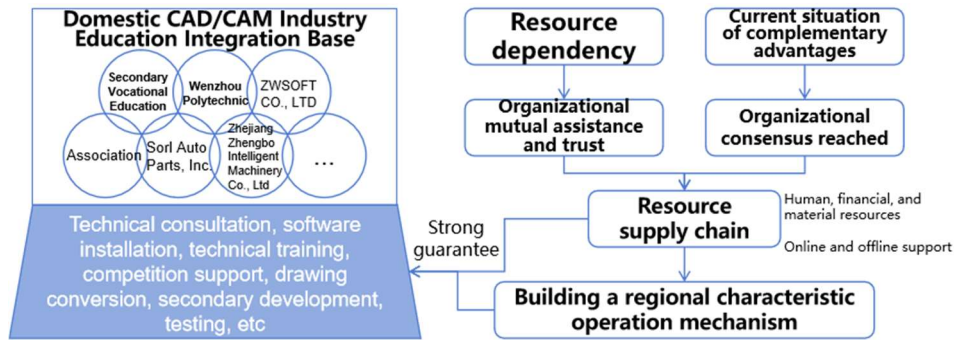 Domestic CAD/CAM Industry
Education Integration Base
Secondary
Vocational
Education
Wenzhou
Polytechnic
ZWSOFT
CO., LTD
Association
Sorl Auto
Parts, Inc.
Zhejiang
Zhengbo
Intelligent
Machinery
Co., Ltd
...
Technical consultation, software
installation, technical training,
competition support, drawing
conversion, secondary development,
testing, etc
Resource
dependency
Current situation
of complementary
advantages
Organizational
mutual assistance
and trust
Organizational
consensus reached
Resource
supply chain
Human, financial, and
material resources
Online and offline support
Strong
guarantee
Building a regional characteristic
operation mechanism